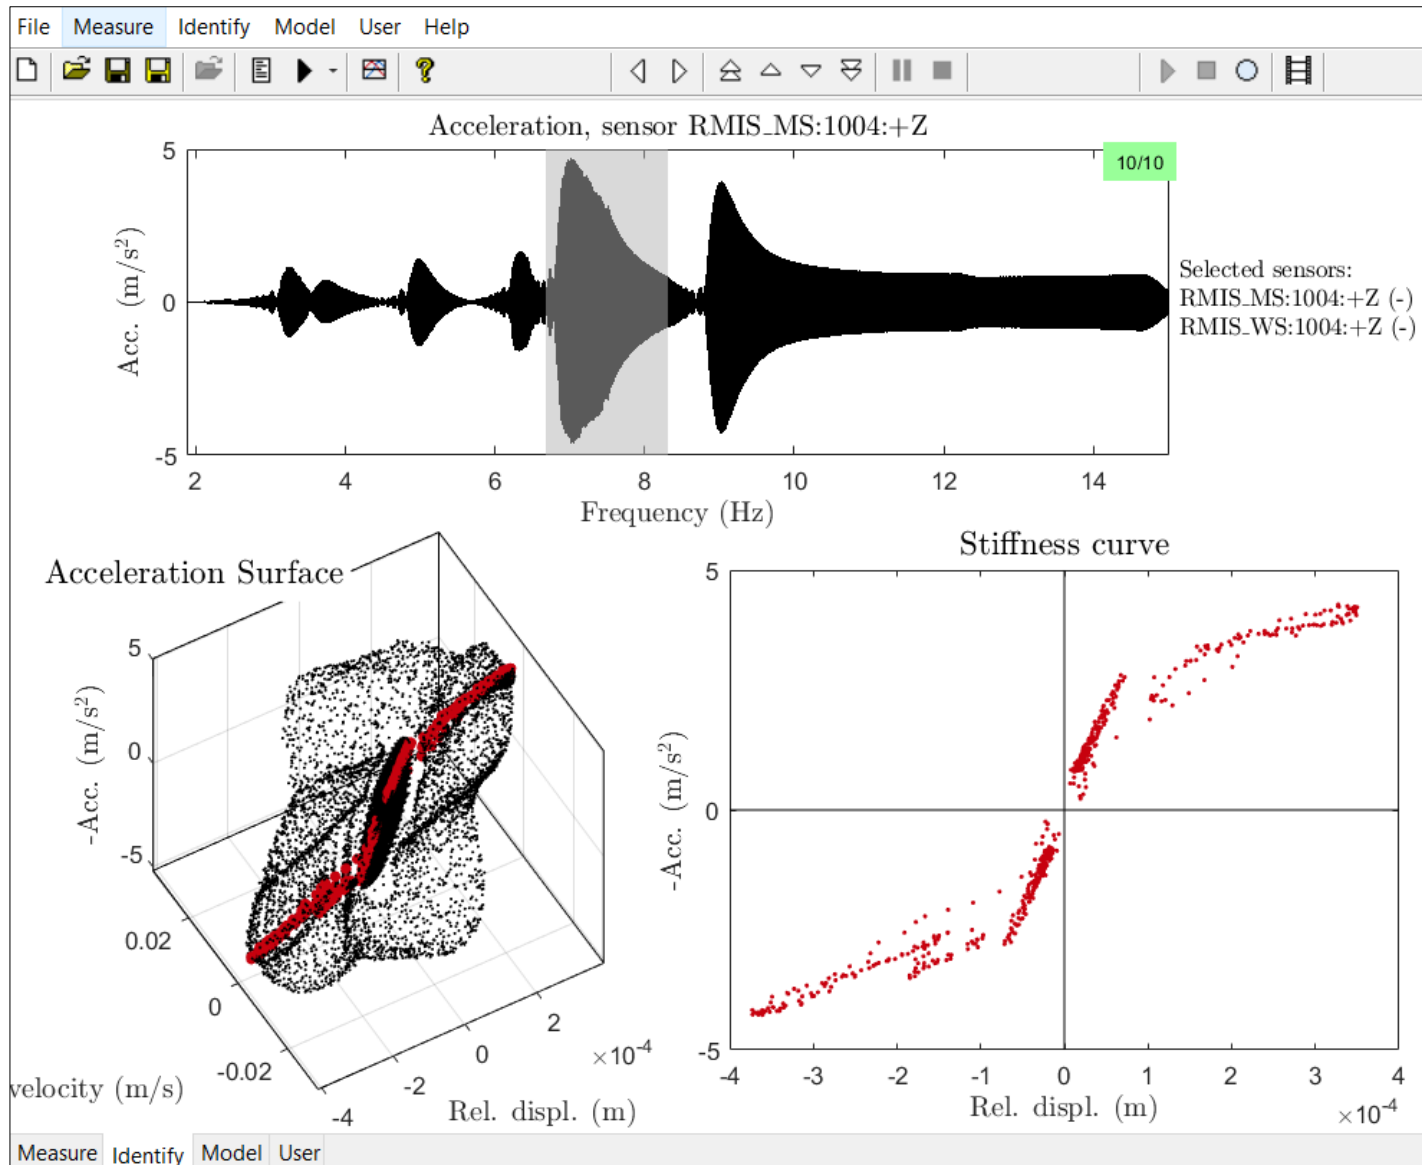 File Measure Identify Model User Help
Acceleration, sensor RMIS_MS:1004:+Z
10/10
5
0
-5
Acc. (m/s²)
2 4 6 8 10 12 14
Frequency (Hz)
Selected sensors:
RMIS_MS:1004:+Z (-)
RMIS_WS:1004:+Z (-)
Acceleration Surface
5
0
-5
-Acc. (m/s²)
0.02
0
-0.02
velocity (m/s)
-4 -2 0 2
×10⁻⁴
Rel. displ. (m)
Stiffness curve
5
0
-5
-Acc. (m/s²)
-4 -3 -2 -1 0 1 2 3 4
Rel. displ. (m)
×10⁻⁴
Measure Identify Model User